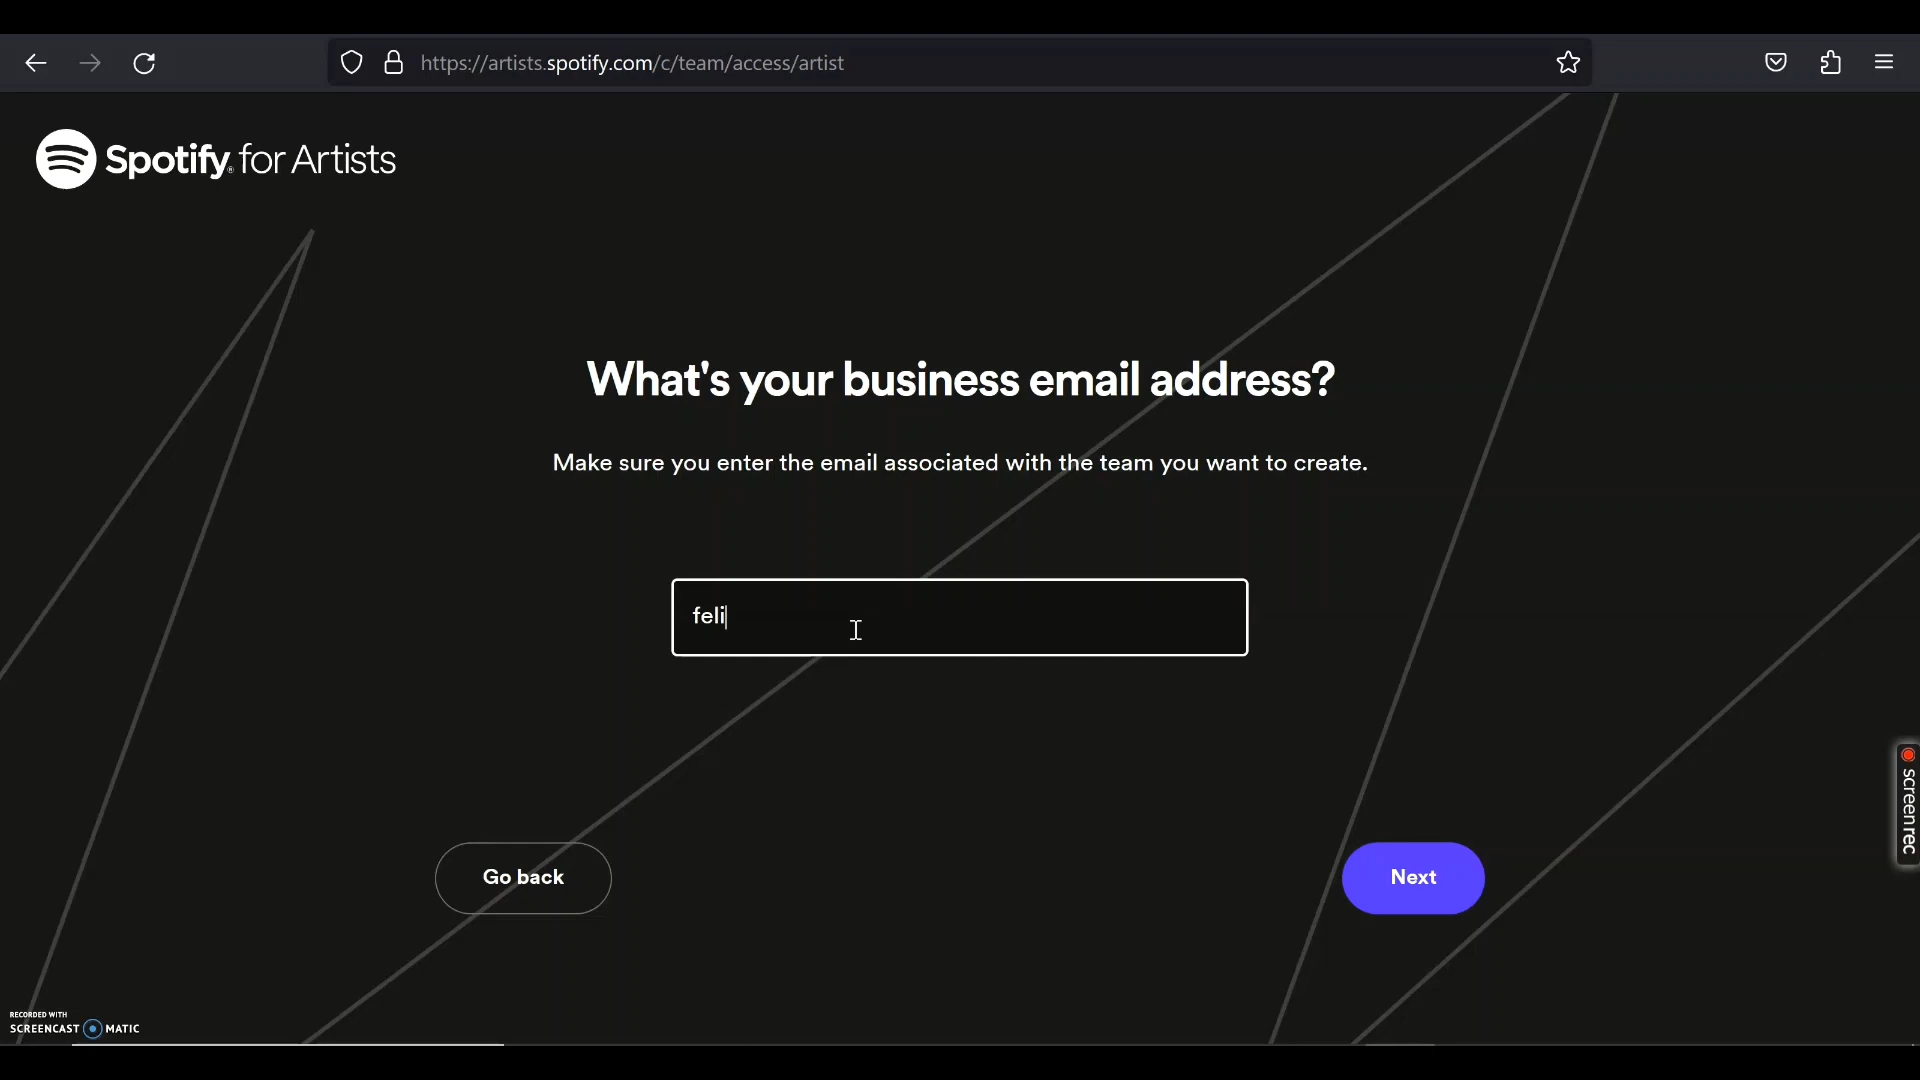 https://artists.spotify.com/c/team/access/artist
Spotify® for Artists
What's your business email address?
Make sure you enter the email associated with the team you want to create.
feli
Go back
Next
screenrec
RECORDED WITH
SCREENCAST MATIC